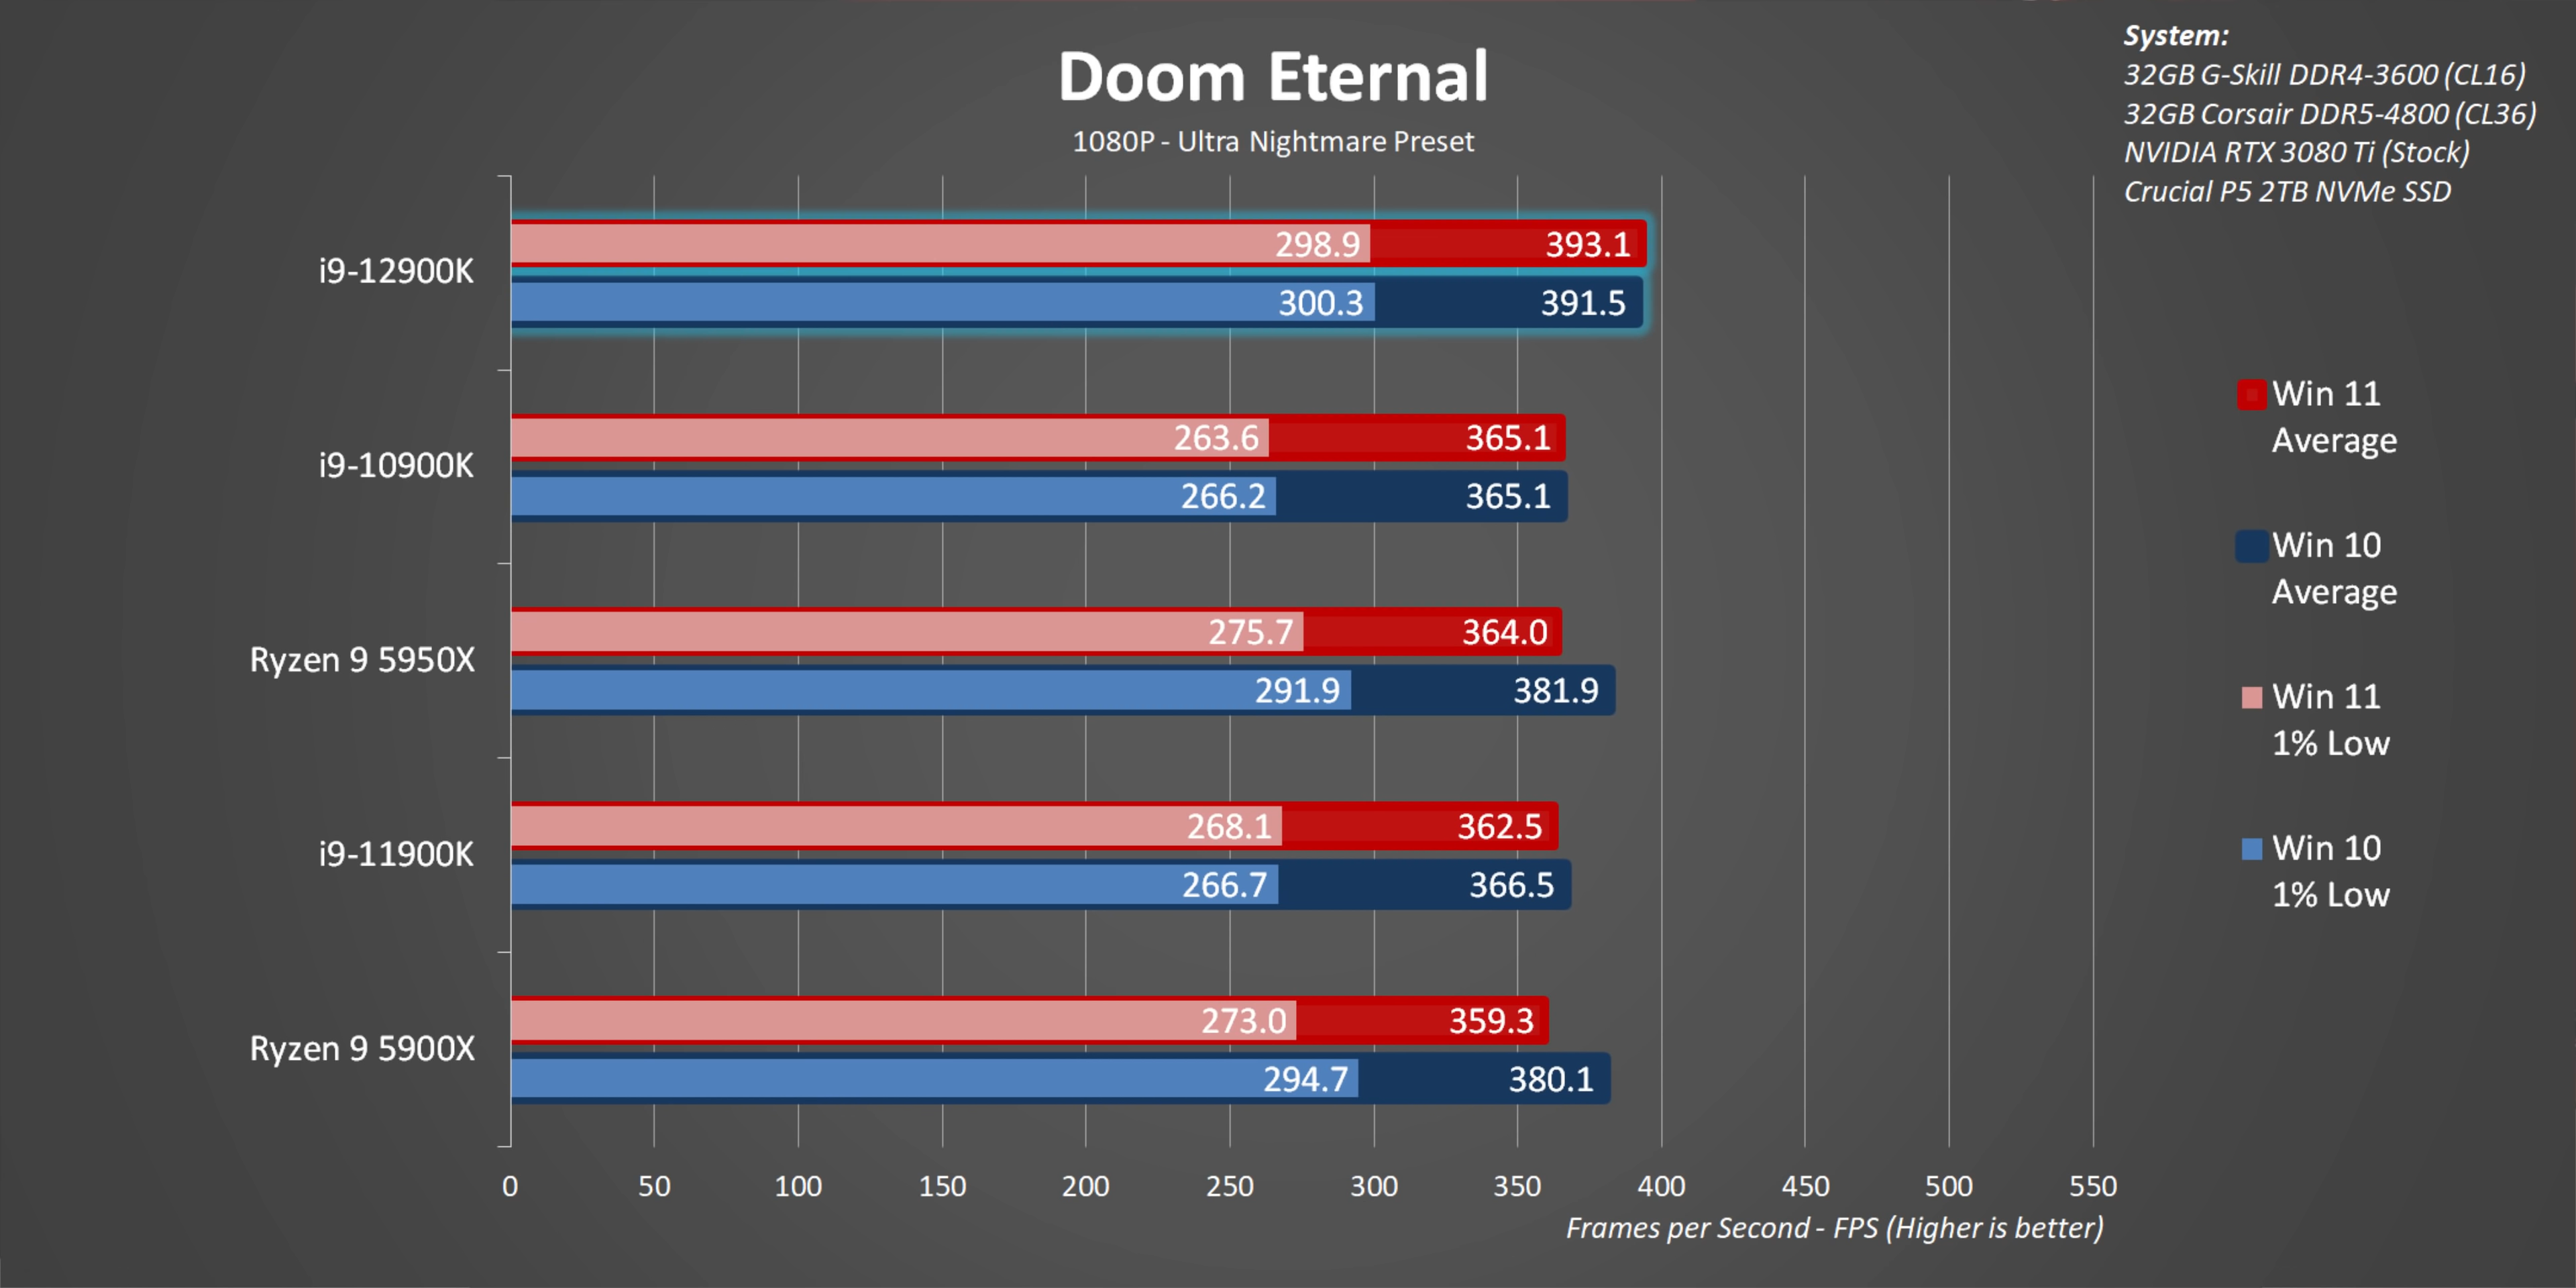 Doom Eternal
1080P - Ultra Nightmare Preset
System:
32GB G-Skill DDR4-3600 (CL16)
32GB Corsair DDR5-4800 (CL36)
NVIDIA RTX 3080 Ti (Stock)
Crucial P5 2TB NVMe SSD
i9-12900K
298.9 393.1
300.3 391.5
i9-10900K
263.6 365.1
266.2 365.1
Ryzen 9 5950X
275.7 364.0
291.9 381.9
i9-11900K
268.1 362.5
266.7 366.5
Ryzen 9 5900X
273.0 359.3
294.7 380.1
0 50 100 150 200 250 300 350 400 450 500 550
Frames per Second - FPS (Higher is better)
Win 11
Average
Win 10
Average
Win 11
1% Low
Win 10
1% Low